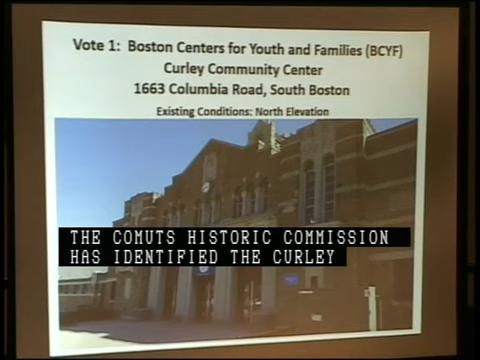 Vote 1: Boston Centers for Youth and Families (BCYF)
Curley Community Center
1663 Columbia Road, South Boston
Existing Conditions: North Elevation
THE COMUTS HISTORIC COMMISSION
HAS IDENTIFIED THE CURLEY